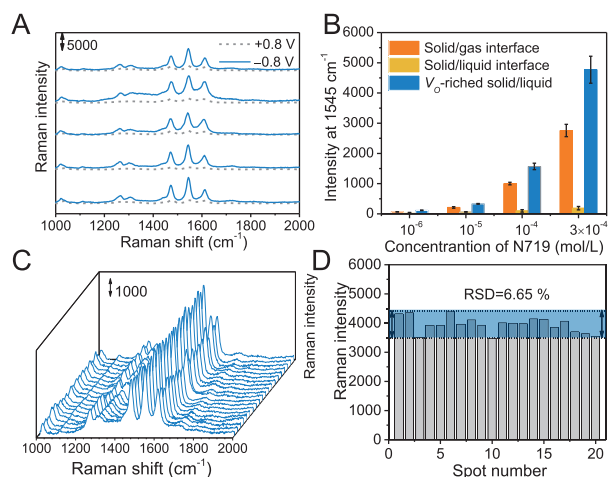 A
5000
+0.8 V
−0.8 V
Raman intensity
1000 1200 1400 1600 1800 2000
Raman shift (cm⁻¹)
B
Solid/gas interface
Solid/liquid interface
V_O-riched solid/liquid
Intensity at 1545 cm⁻¹
6000
5000
4000
3000
2000
1000
0
10⁻⁶ 10⁻⁵ 10⁻⁴ 3×10⁻⁴
Concentrantion of N719 (mol/L)
C
1000
Raman intensity
1000 1200 1400 1600 1800 2000
Raman shift (cm⁻¹)
D
RSD=6.65 %
Raman intensity
6000
5000
4000
3000
2000
1000
0
0 5 10 15 20
Spot number